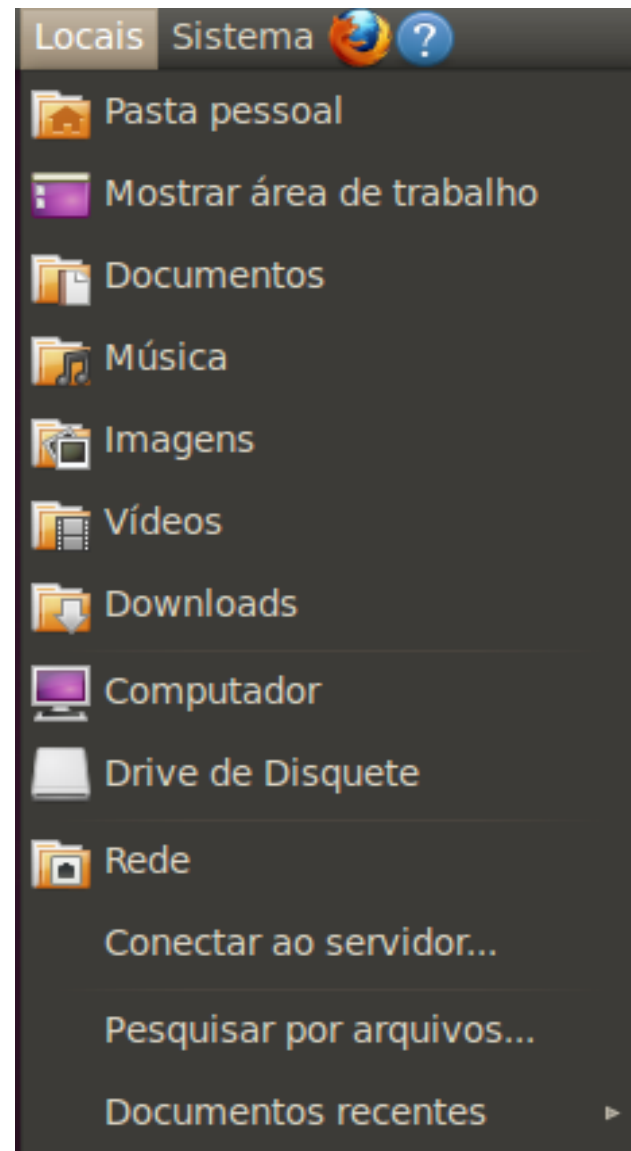 Locais Sistema ?
Pasta pessoal
Mostrar área de trabalho
Documentos
Música
Imagens
Vídeos
Downloads
Computador
Drive de Disquete
Rede
Conectar ao servidor...
Pesquisar por arquivos...
Documentos recentes